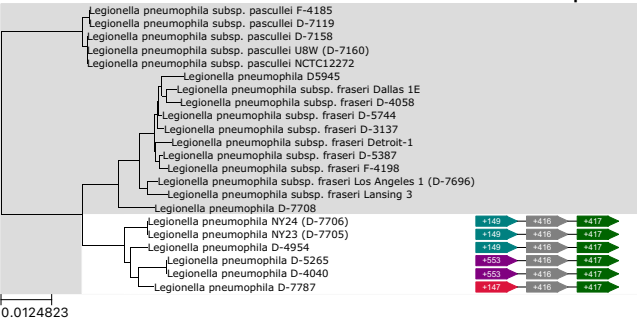 Legionella pneumophila subsp. pascullei F-4185
Legionella pneumophila subsp. pascullei D-7119
Legionella pneumophila subsp. pascullei D-7158
Legionella pneumophila subsp. pascullei U8W (D-7160)
Legionella pneumophila subsp. pascullei NCTC12272
Legionella pneumophila D5945
Legionella pneumophila subsp. fraseri Dallas 1E
Legionella pneumophila subsp. fraseri D-4058
Legionella pneumophila subsp. fraseri D-5744
Legionella pneumophila subsp. fraseri D-3137
Legionella pneumophila subsp. fraseri Detroit-1
Legionella pneumophila subsp. fraseri D-5387
Legionella pneumophila subsp. fraseri F-4198
Legionella pneumophila subsp. fraseri Los Angeles 1 (D-7696)
Legionella pneumophila subsp. fraseri Lansing 3
Legionella pneumophila D-7708
Legionella pneumophila NY24 (D-7706) +149 +416 +417
Legionella pneumophila NY23 (D-7705) +149 +416 +417
Legionella pneumophila D-4954 +149 +416 +417
Legionella pneumophila D-5265 +553 +416 +417
Legionella pneumophila D-4040 +553 +416 +417
Legionella pneumophila D-7787 +147 +416 +417
0.0124823